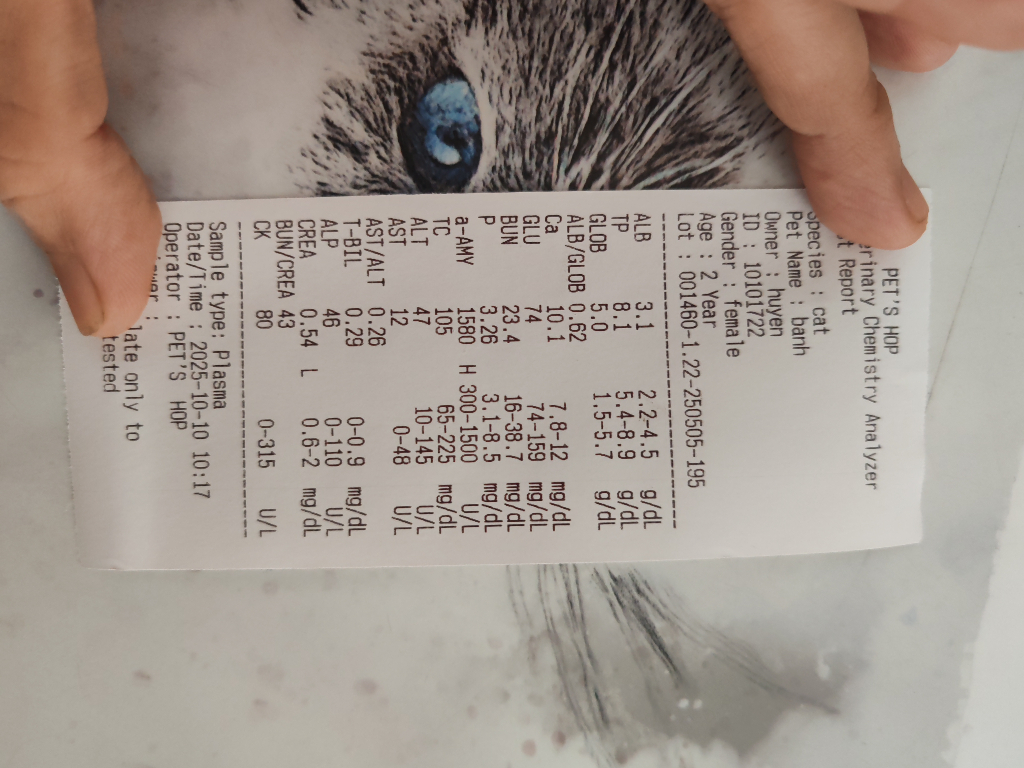 PET'S HOP
erinary Chemistry Analyzer
t Report
Species : cat
Pet Name : banh
Owner : huyen
ID : 10101722
Gender : female
Age : 2 Year
Lot : 001460-1.22-250505-195
--------------------------------
ALB 3.1 2.2-4.5 g/dL
TP 8.1 5.4-8.9 g/dL
GLOB 5.0 1.5-5.7 g/dL
ALB/GLOB 0.62
Ca 10.1 7.8-12 mg/dL
GLU 74 74-159 mg/dL
BUN 23.4 16-38.7 mg/dL
P 3.26 3.1-8.5 mg/dL
a-AMY 1580 H 300-1500 U/L
TC 105 65-225 mg/dL
ALT 47 10-145 U/L
AST 12 0-48 U/L
AST/ALT 0.26
T-BIL 0.29 0-0.9 mg/dL
ALP 46 0-110 U/L
CREA 0.54 L 0.6-2 mg/dL
BUN/CREA 43
CK 80 0-315 U/L
--------------------------------
Sample type: Plasma
Date/Time : 2025-10-10 10:17
Operator : PET'S HOP
late only to
tested